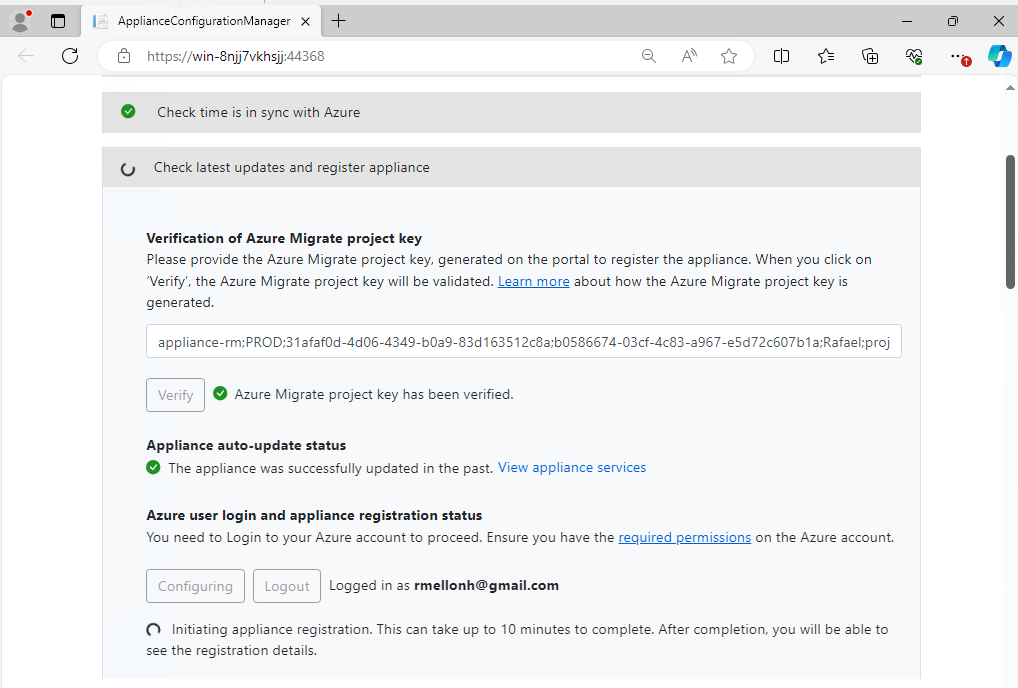 ApplianceConfigurationManager
https://win-8njj7vkhsjj:44368
Check time is in sync with Azure
Check latest updates and register appliance
Verification of Azure Migrate project key
Please provide the Azure Migrate project key, generated on the portal to register the appliance. When you click on
‘Verify’, the Azure Migrate project key will be validated. Learn more about how the Azure Migrate project key is
generated.
appliance-rm;PROD;31afaf0d-4d06-4349-b0a9-83d163512c8a;b0586674-03cf-4c83-a967-e5d72c607b1a;Rafael;proj
Verify Azure Migrate project key has been verified.
Appliance auto-update status
The appliance was successfully updated in the past. View appliance services
Azure user login and appliance registration status
You need to Login to your Azure account to proceed. Ensure you have the required permissions on the Azure account.
Configuring Logout Logged in as rmellonh@gmail.com
Initiating appliance registration. This can take up to 10 minutes to complete. After completion, you will be able to
see the registration details.